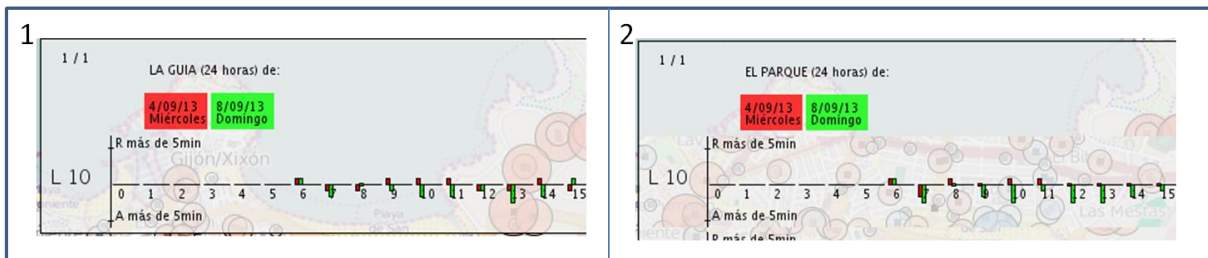 1
1 / 1
LA GUIA (24 horas) de:
4/09/13 8/09/13
Miércoles Domingo
R más de 5min
Gijón/Xixón
L 10
0 1 2 3 4 5 6 7 8 9 10 11 12 13 14 15
A más de 5min
Playa
de San
2
1 / 1
EL PARQUE (24 horas) de:
4/09/13 8/09/13
Miércoles Domingo
R más de 5min
L 10
0 1 2 3 4 5 6 7 8 9 10 11 12 13 14 15
A más de 5min
Las Mestas
R más de 5min